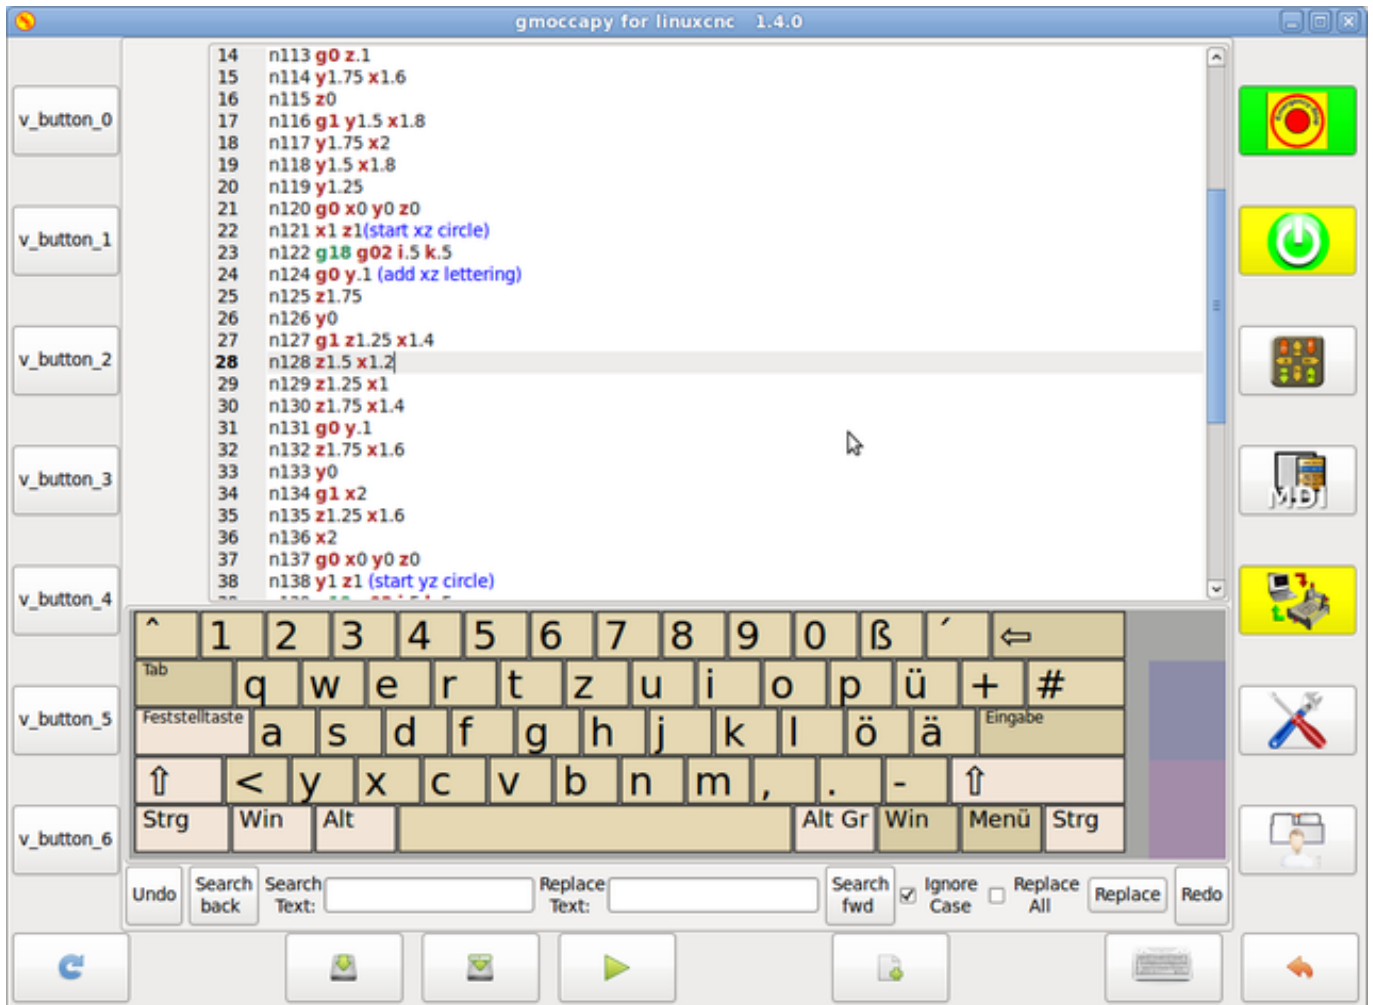 gmoccapy for linuxcnc 1.4.0
14 n113 g0 z.1
15 n114 y1.75 x1.6
16 n115 z0
17 n116 g1 y1.5 x1.8
18 n117 y1.75 x2
19 n118 y1.5 x1.8
20 n119 y1.25
21 n120 g0 x0 y0 z0
22 n121 x1 z1(start xz circle)
23 n122 g18 g02 i.5 k.5
24 n124 g0 y.1 (add xz lettering)
25 n125 z1.75
26 n126 y0
27 n127 g1 z1.25 x1.4
28 n128 z1.5 x1.2
29 n129 z1.25 x1
30 n130 z1.75 x1.4
31 n131 g0 y.1
32 n132 z1.75 x1.6
33 n133 y0
34 n134 g1 x2
35 n135 z1.25 x1.6
36 n136 x2
37 n137 g0 x0 y0 z0
38 n138 y1 z1 (start yz circle)
v_button_0
v_button_1
v_button_2
v_button_3
v_button_4
v_button_5
v_button_6
MDI
^ 1 2 3 4 5 6 7 8 9 0 ß ´ ⇦
Tab q w e r t z u i o p ü + #
Feststelltaste a s d f g h j k l ö ä Eingabe
⇧ < y x c v b n m , . - ⇧
Strg Win Alt Alt Gr Win Menü Strg
Undo
Search
back
Search
Text:
Replace
Text:
Search
fwd
Ignore
Case
Replace
All
Replace
Redo